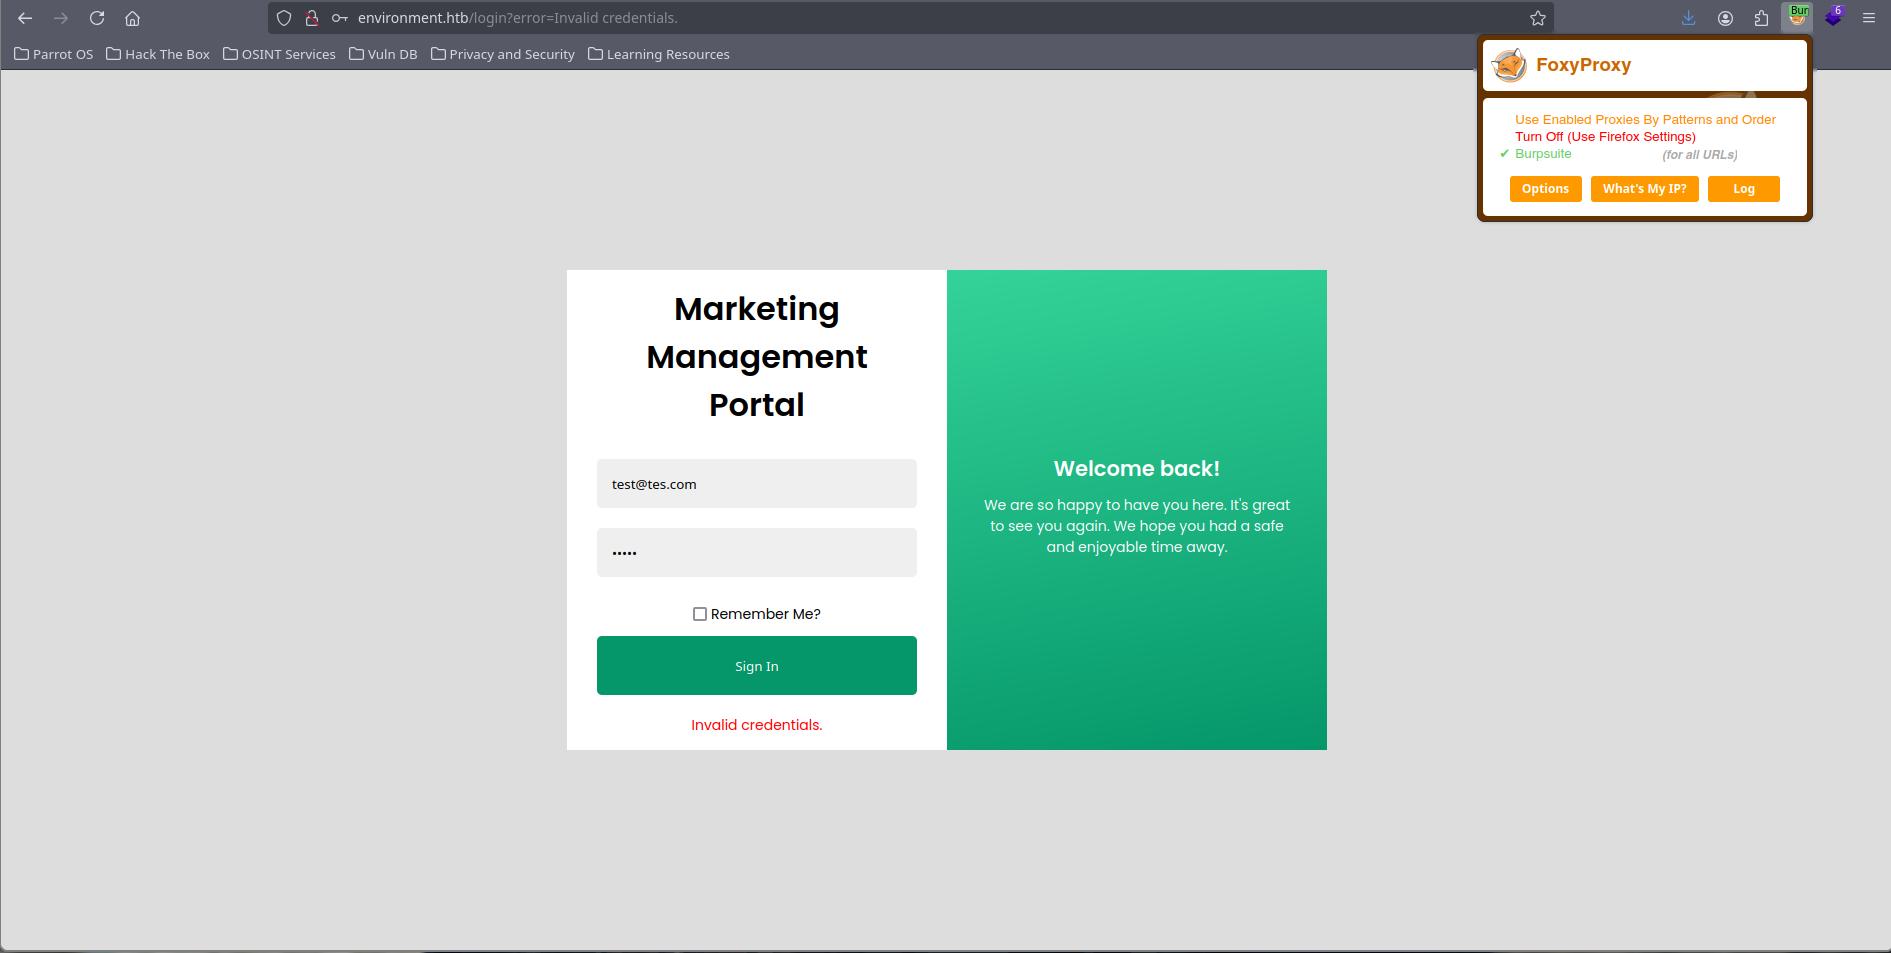 environment.htb/login?error=Invalid credentials.
Bur
6
Parrot OS
Hack The Box
OSINT Services
Vuln DB
Privacy and Security
Learning Resources
FoxyProxy
Use Enabled Proxies By Patterns and Order
Turn Off (Use Firefox Settings)
✔ Burpsuite (for all URLs)
Options
What's My IP?
Log
Marketing
Management
Portal
test@tes.com
•••••
Remember Me?
Sign In
Invalid credentials.
Welcome back!
We are so happy to have you here. It's great
to see you again. We hope you had a safe
and enjoyable time away.